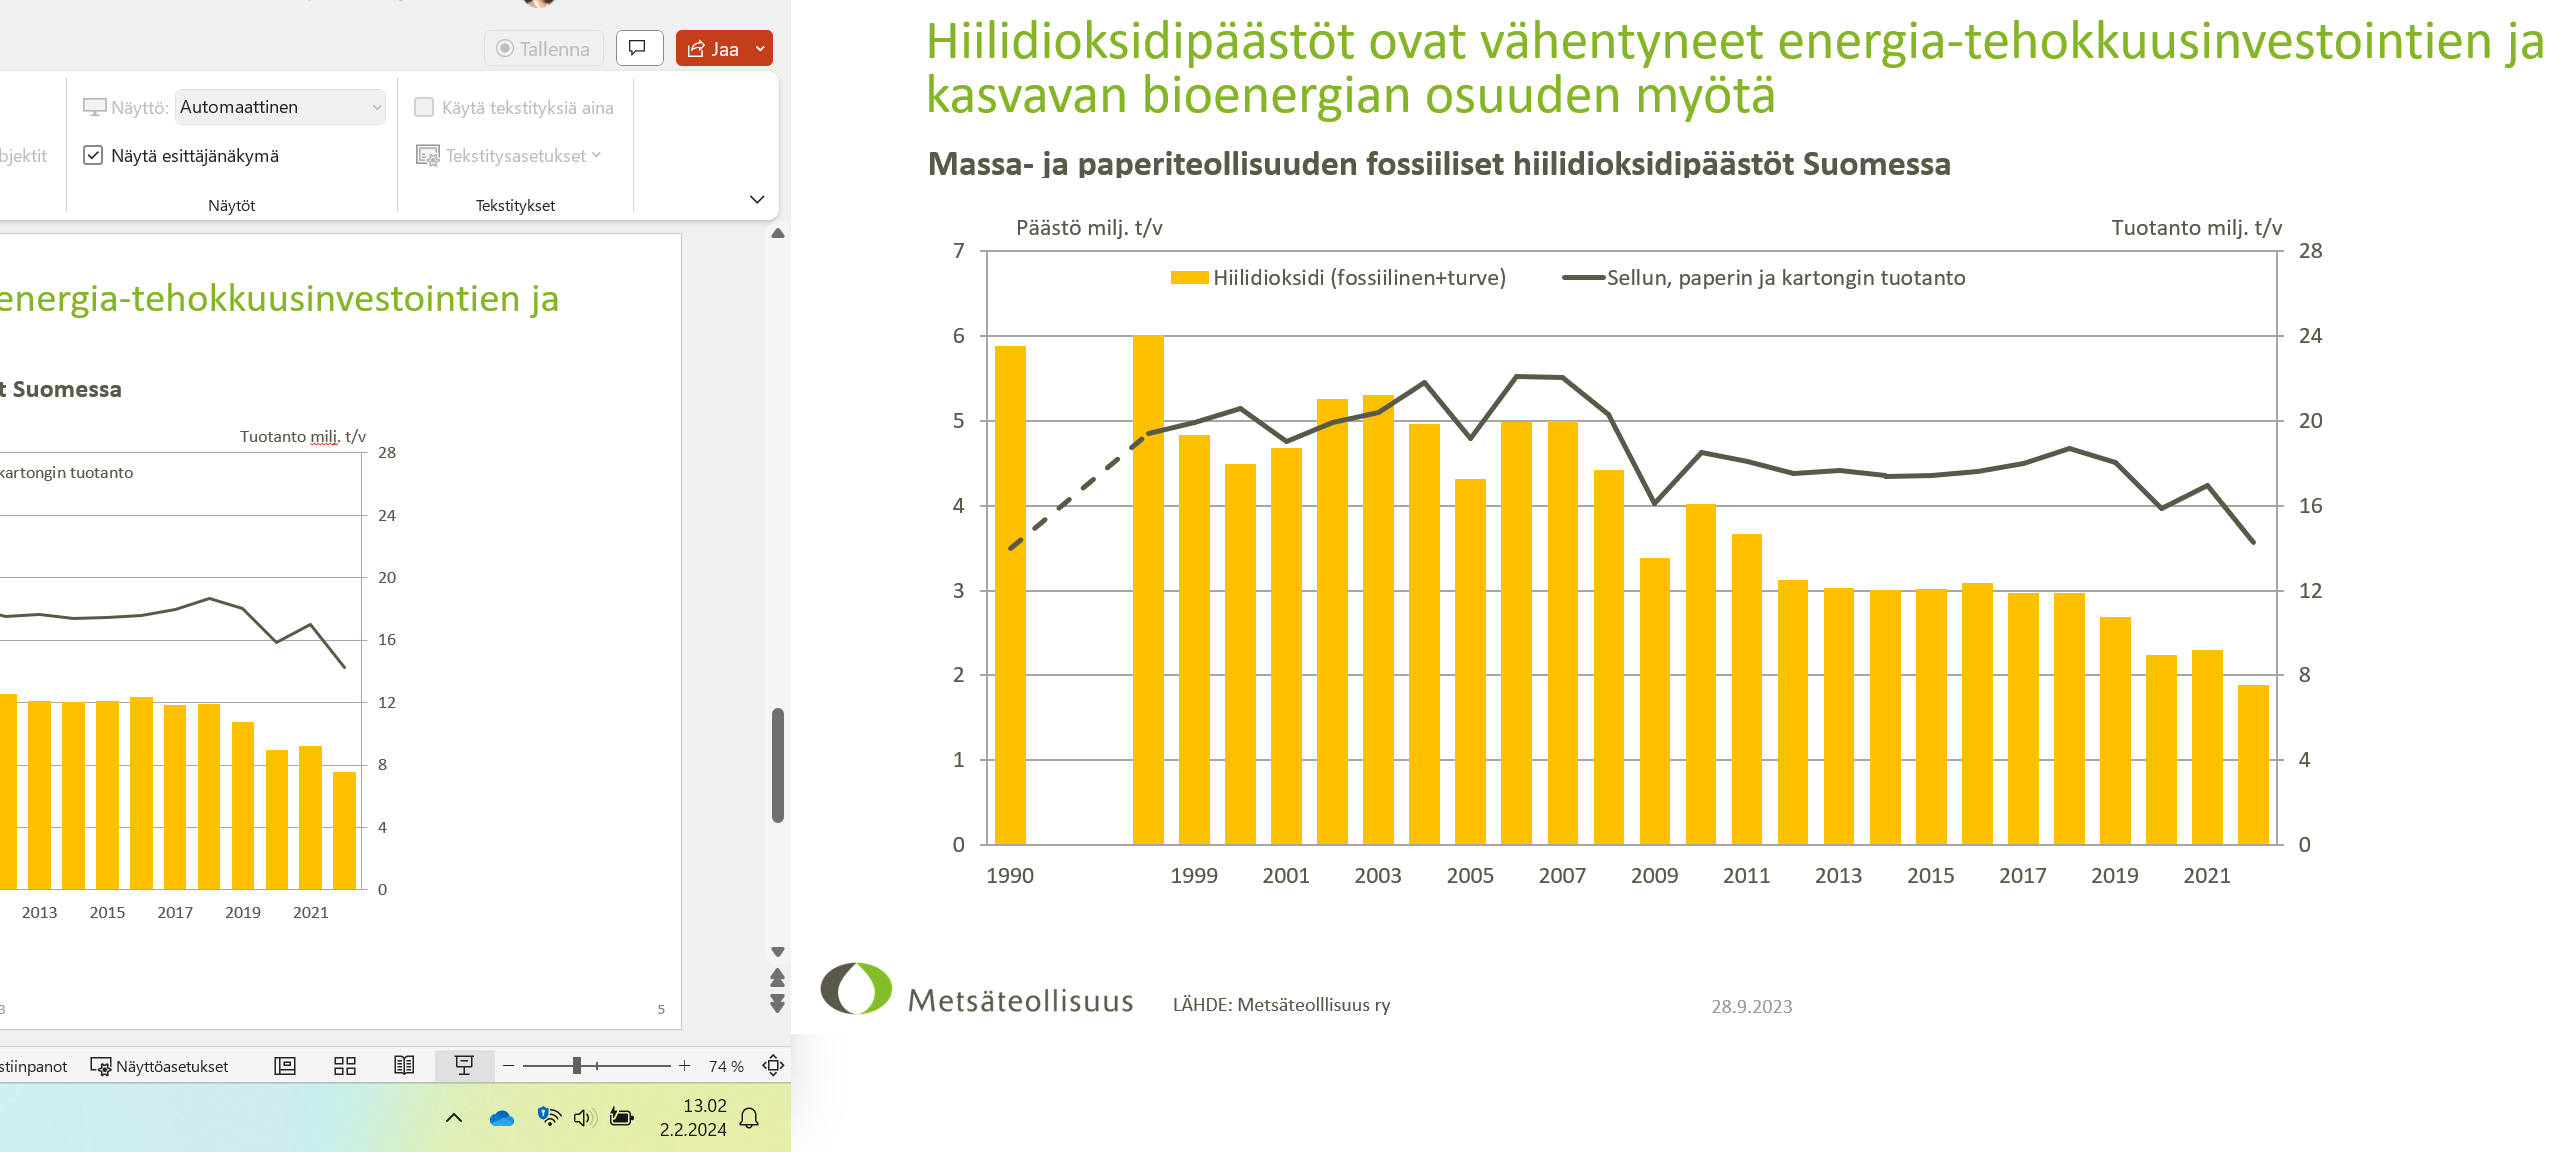 Tallenna
Jaa
Näyttö:
Automaattinen
Käytä tekstityksiä aina
bjektit
Näytä esittäjänäkymä
Tekstitysasetukset
Näytöt
Tekstitykset
energia-tehokkuusinvestointien ja
t Suomessa
Tuotanto milj. t/v
kartongin tuotanto
28
24
20
16
12
8
4
0
2013 2015 2017 2019 2021
3
5
stiinpanot
Näyttöasetukset
74 %
13.02
2.2.2024
Hiilidioksidipäästöt ovat vähentyneet energia-tehokkuusinvestointien ja
kasvavan bioenergian osuuden myötä
Massa- ja paperiteollisuuden fossiiliset hiilidioksidipäästöt Suomessa
Päästö milj. t/v
Tuotanto milj. t/v
Hiilidioksidi (fossiilinen+turve)
Sellun, paperin ja kartongin tuotanto
7
6
5
4
3
2
1
0
28
24
20
16
12
8
4
0
1990 1999 2001 2003 2005 2007 2009 2011 2013 2015 2017 2019 2021
Metsäteollisuus
LÄHDE: Metsäteolllisuus ry
28.9.2023